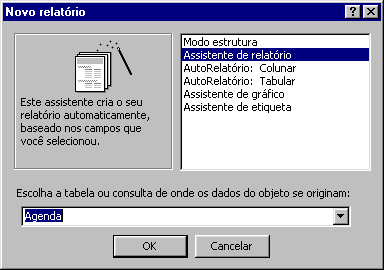 Novo relatório
Modo estrutura
Assistente de relatório
AutoRelatório: Colunar
AutoRelatório: Tabular
Assistente de gráfico
Assistente de etiqueta
Este assistente cria o seu
relatório automaticamente,
baseado nos campos que
você selecionou.
Escolha a tabela ou consulta de onde os dados do objeto se originam:
Agenda
OK
Cancelar